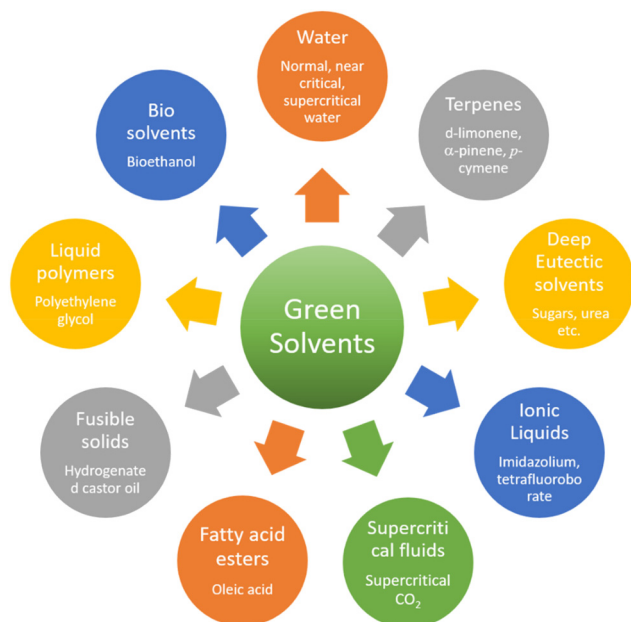 Water
Normal, near
critical,
supercritical
water
Terpenes
d-limonene,
α-pinene, p-
cymene
Deep
Eutectic
solvents
Sugars, urea
etc.
Ionic
Liquids
Imidazolium,
tetrafluorobo
rate
Supercriti
cal fluids
Supercritical
CO₂
Fatty acid
esters
Oleic acid
Fusible
solids
Hydrogenate
d castor oil
Liquid
polymers
Polyethylene
glycol
Bio
solvents
Bioethanol
Green
Solvents